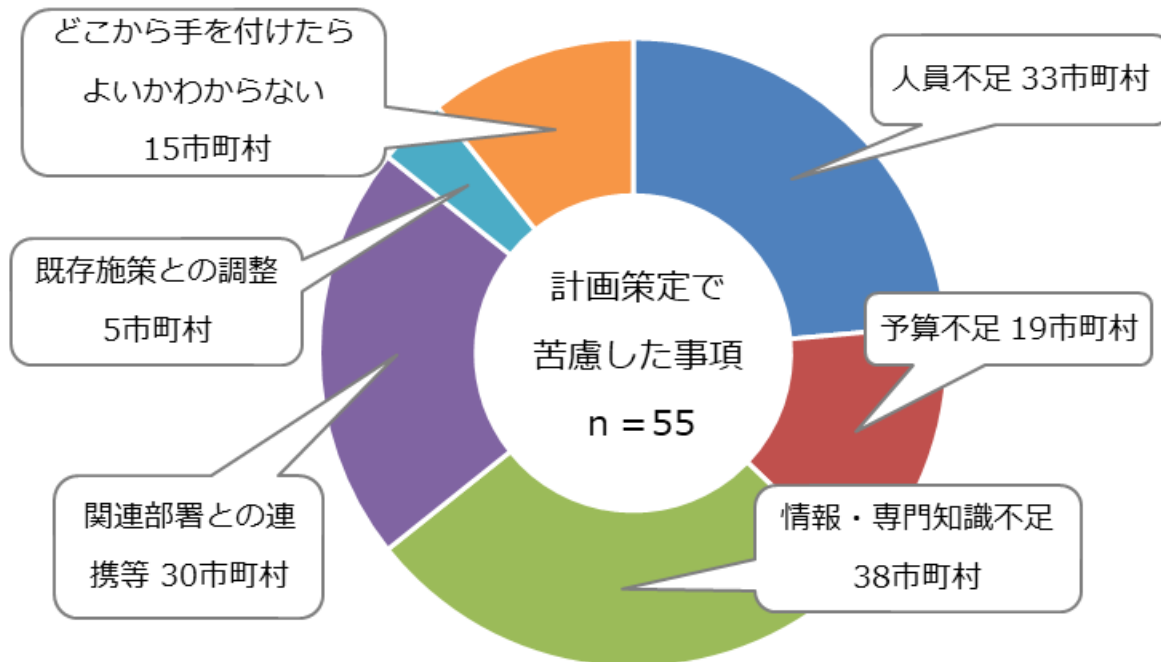 どこから手を付けたら
よいかわからない
15市町村
人員不足 33市町村
既存施策との調整
5市町村
計画策定で
苦慮した事項
n＝55
予算不足 19市町村
関連部署との連
携等 30市町村
情報・専門知識不足
38市町村